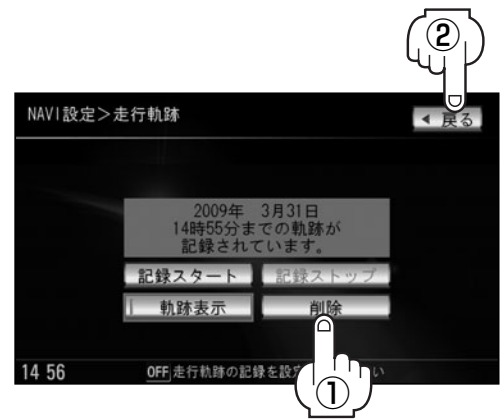 ②
NAVI設定＞走行軌跡
◀ 戻る
2009年 3月31日
14時55分までの軌跡が
記録されています。
記録スタート
記録ストップ
軌跡表示
削除
14 56
OFF 走行軌跡の記録を設 い
①